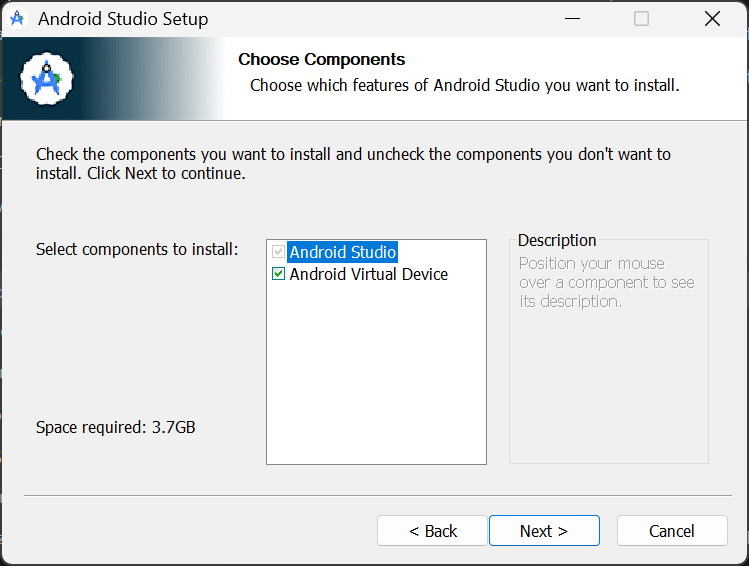 Android Studio Setup
Choose Components
Choose which features of Android Studio you want to install.
Check the components you want to install and uncheck the components you don't want to
install. Click Next to continue.
Select components to install:
Android Studio
Android Virtual Device
Description
Position your mouse
over a component to see
its description.
Space required: 3.7GB
< Back
Next >
Cancel